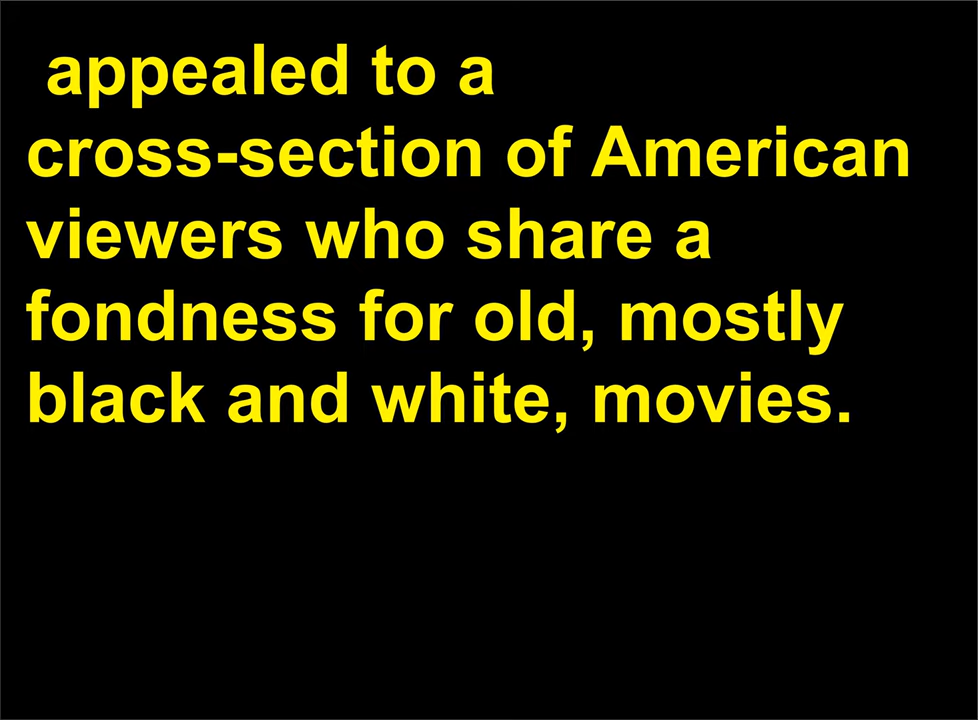 appealed to a
cross-section of American
viewers who share a
fondness for old, mostly
black and white, movies.